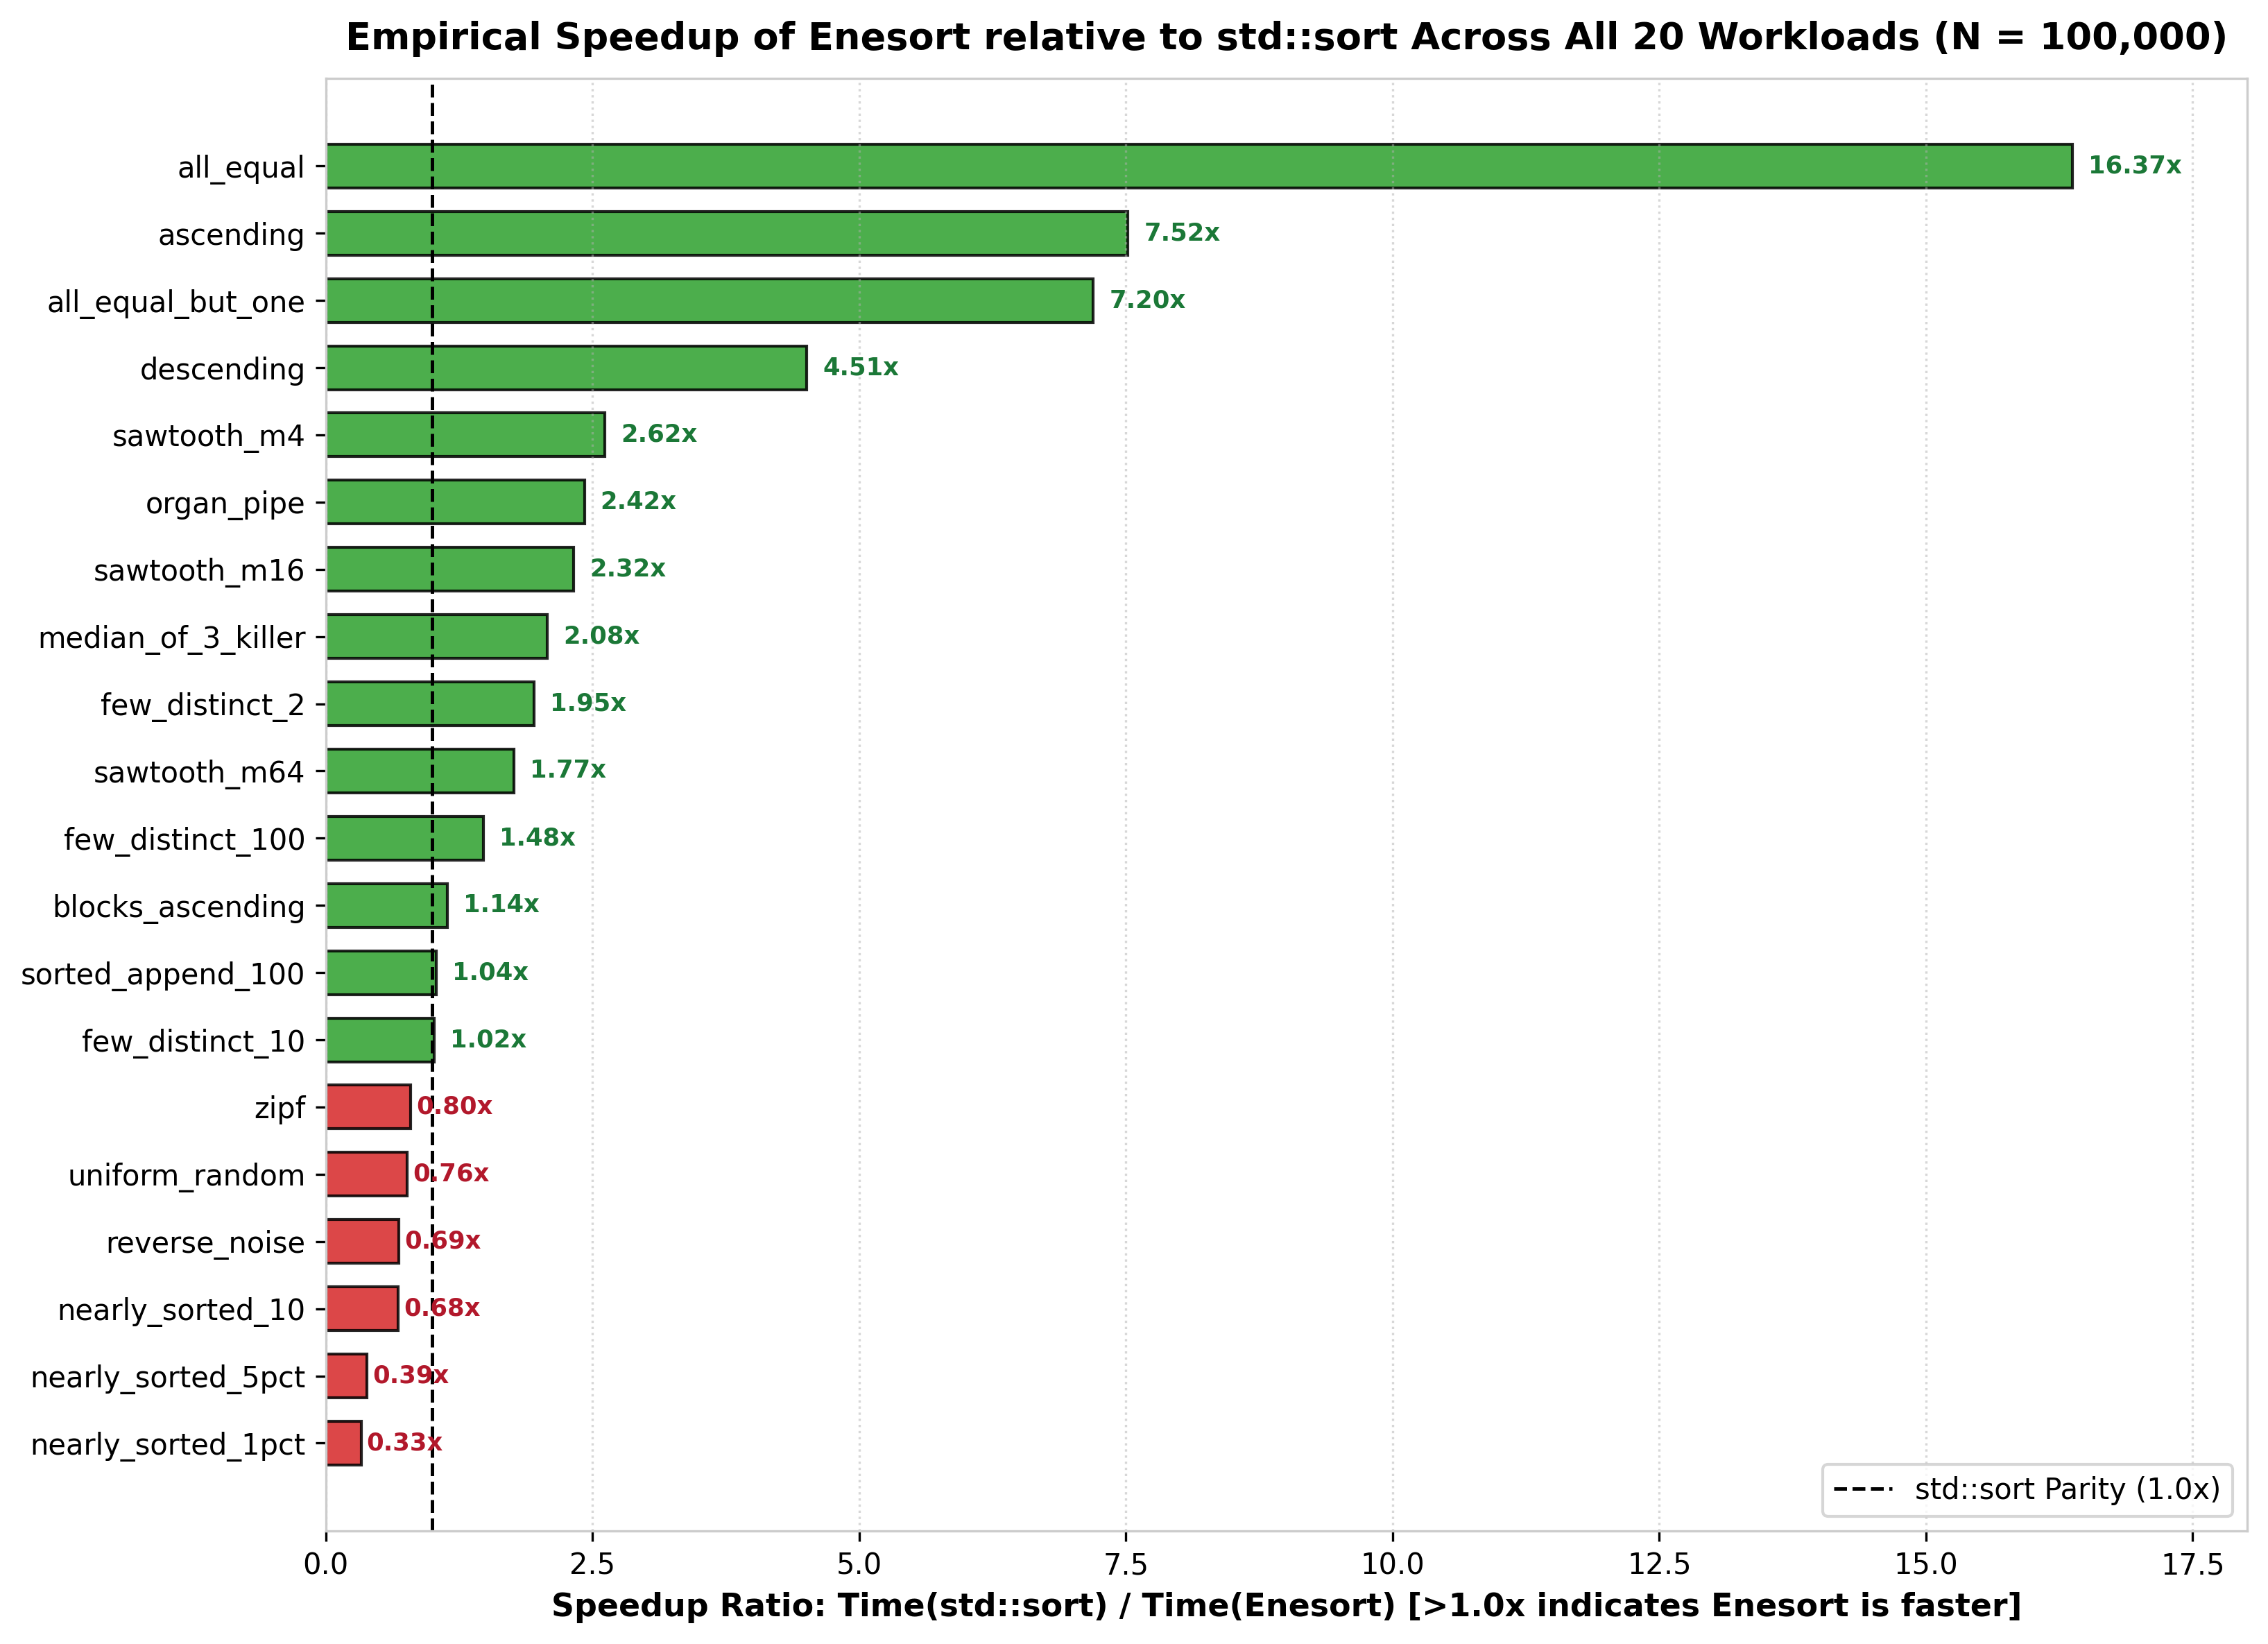 Empirical Speedup of Enesort relative to std::sort Across All 20 Workloads (N = 100,000)
all_equal 16.37x
ascending 7.52x
all_equal_but_one 7.20x
descending 4.51x
sawtooth_m4 2.62x
organ_pipe 2.42x
sawtooth_m16 2.32x
median_of_3_killer 2.08x
few_distinct_2 1.95x
sawtooth_m64 1.77x
few_distinct_100 1.48x
blocks_ascending 1.14x
sorted_append_100 1.04x
few_distinct_10 1.02x
zipf 0.80x
uniform_random 0.76x
reverse_noise 0.69x
nearly_sorted_10 0.68x
nearly_sorted_5pct 0.39x
nearly_sorted_1pct 0.33x
std::sort Parity (1.0x)
0.0 2.5 5.0 7.5 10.0 12.5 15.0 17.5
Speedup Ratio: Time(std::sort) / Time(Enesort) [>1.0x indicates Enesort is faster]